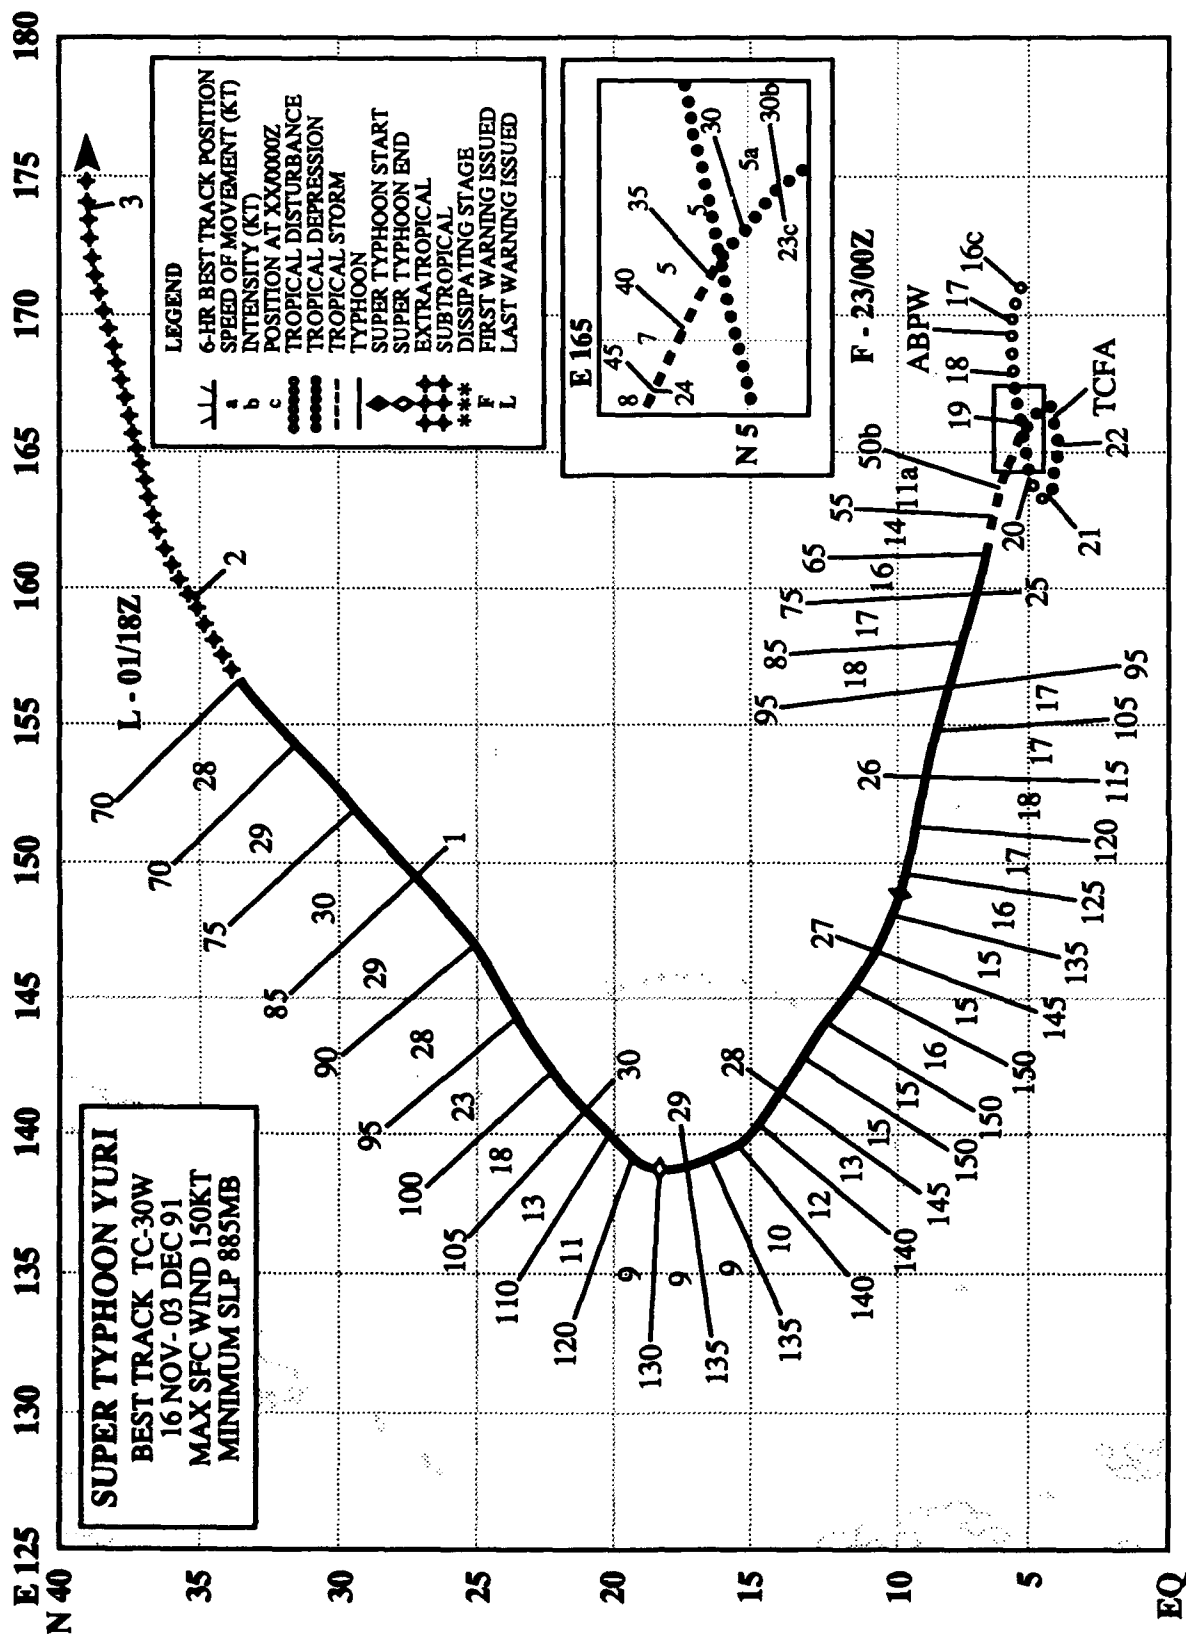 E 125
130
135
140
145
150
155
160
165
170
175
180
N 40
35
30
25
20
15
10
5
EQ
SUPER TYPHOON YURI
BEST TRACK TC-30W
16 NOV- 03 DEC 91
MAX SFC WIND 150KT
MINIMUM SLP 885MB
LEGEND
6-HR BEST TRACK POSITION
a SPEED OF MOVEMENT (KT)
b INTENSITY (KT)
c POSITION AT XX/0000Z
TROPICAL DISTURBANCE
TROPICAL DEPRESSION
TROPICAL STORM
TYPHOON
SUPER TYPHOON START
SUPER TYPHOON END
EXTRATROPICAL
SUBTROPICAL
*** DISSIPATING STAGE
F FIRST WARNING ISSUED
L LAST WARNING ISSUED
E 165
N 5
8
45
24
7
40
5
35
5
30
5a
30b
23c
F - 23/00Z
ABPW
TCFA
16c
17
18
19
20
21
22
50b
11a
55
14
65
16
75
25
17
85
18
95
95
17
105
17
26
115
18
120
17
125
16
135
15
27
145
15
150
16
150
15
150
15
28
145
13
140
12
140
10
135
9
29
135
9
130
9
120
11
110
13
30
105
18
100
23
95
28
90
29
85
1
30
75
29
70
28
70
L - 01/18Z
2
3